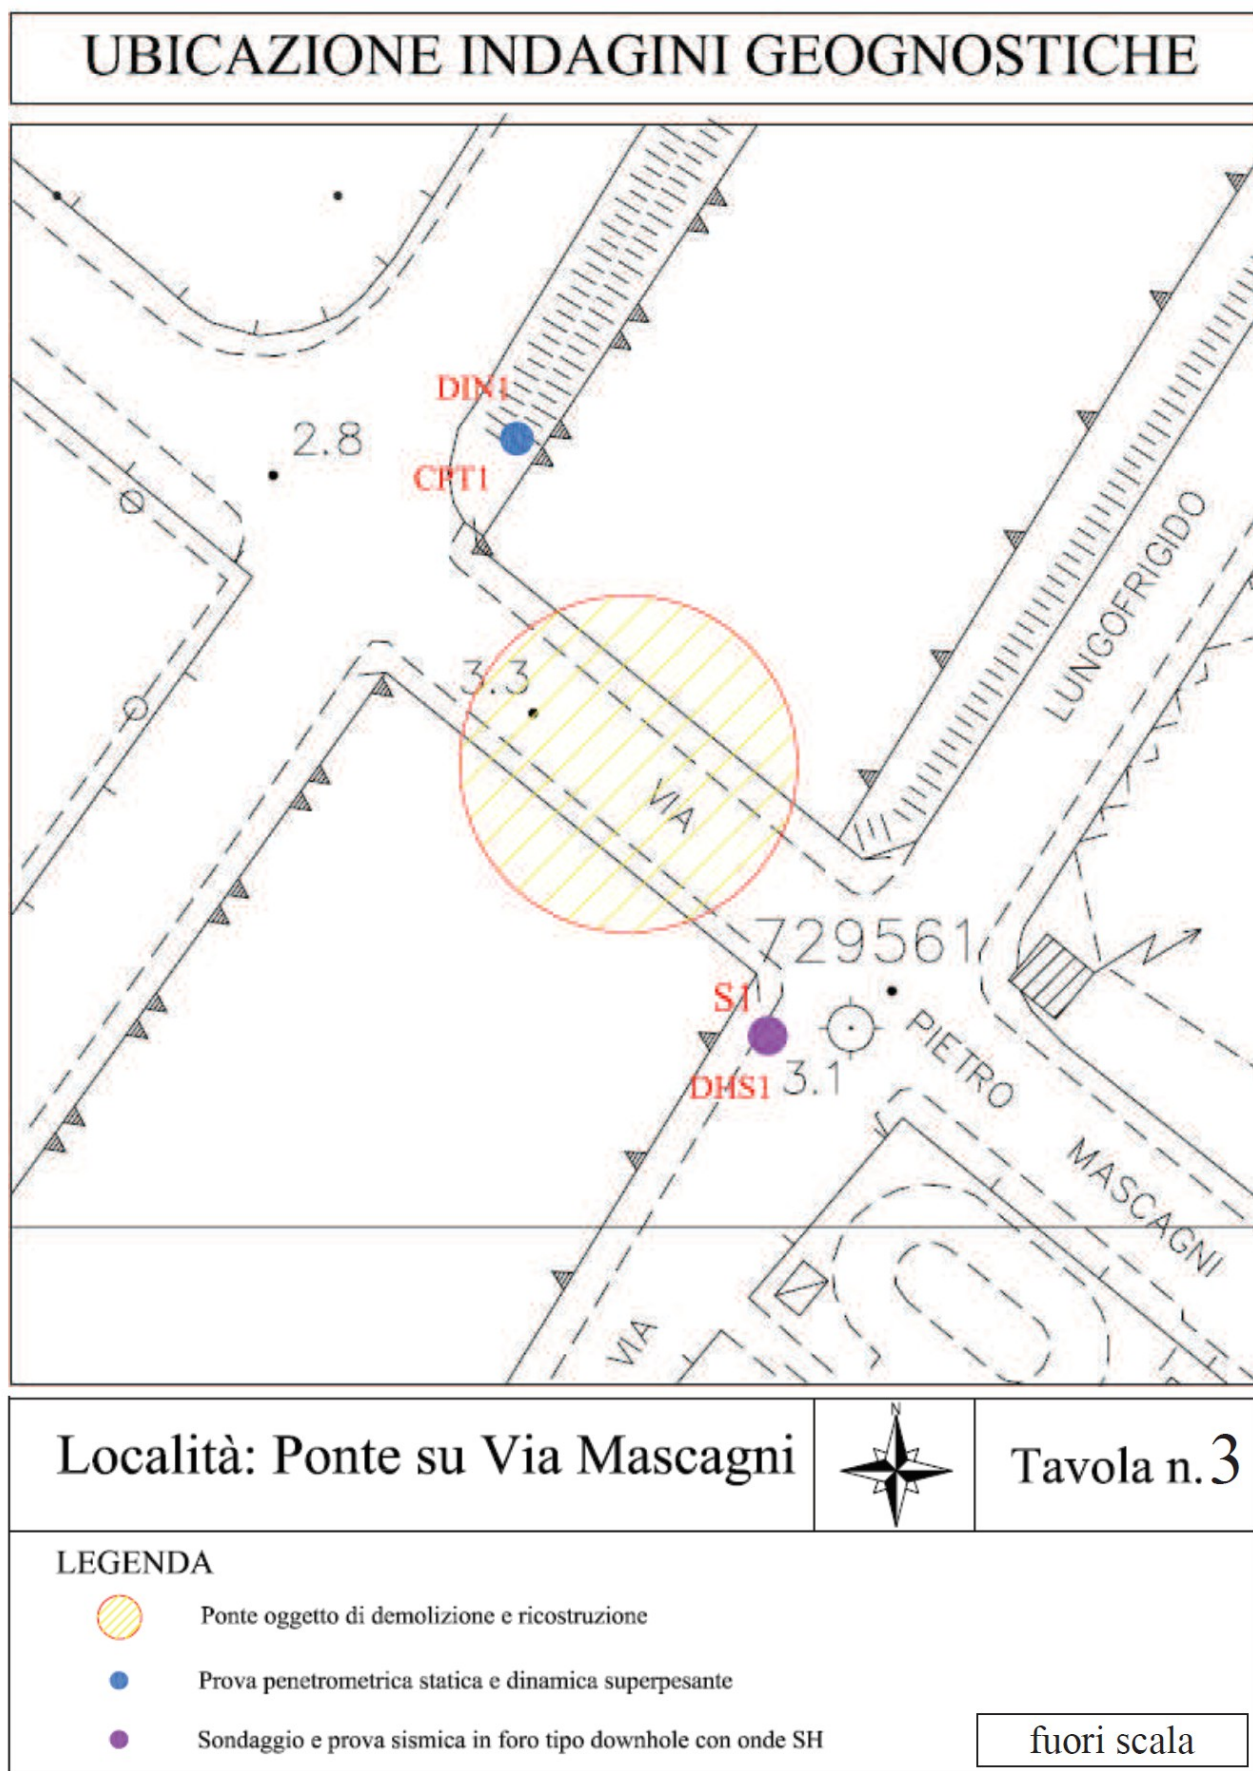 UBICAZIONE INDAGINI GEOGNOSTICHE
DIN1
2.8
CPT1
LUNGOFRIGIDO
3.3
VIA
729561
S1
PIETRO
DHS1
3.1
MASCAGNI
VIA
Località: Ponte su Via Mascagni
N
Tavola n. 3
LEGENDA
Ponte oggetto di demolizione e ricostruzione
Prova penetrometrica statica e dinamica superpesante
Sondaggio e prova sismica in foro tipo downhole con onde SH
fuori scala